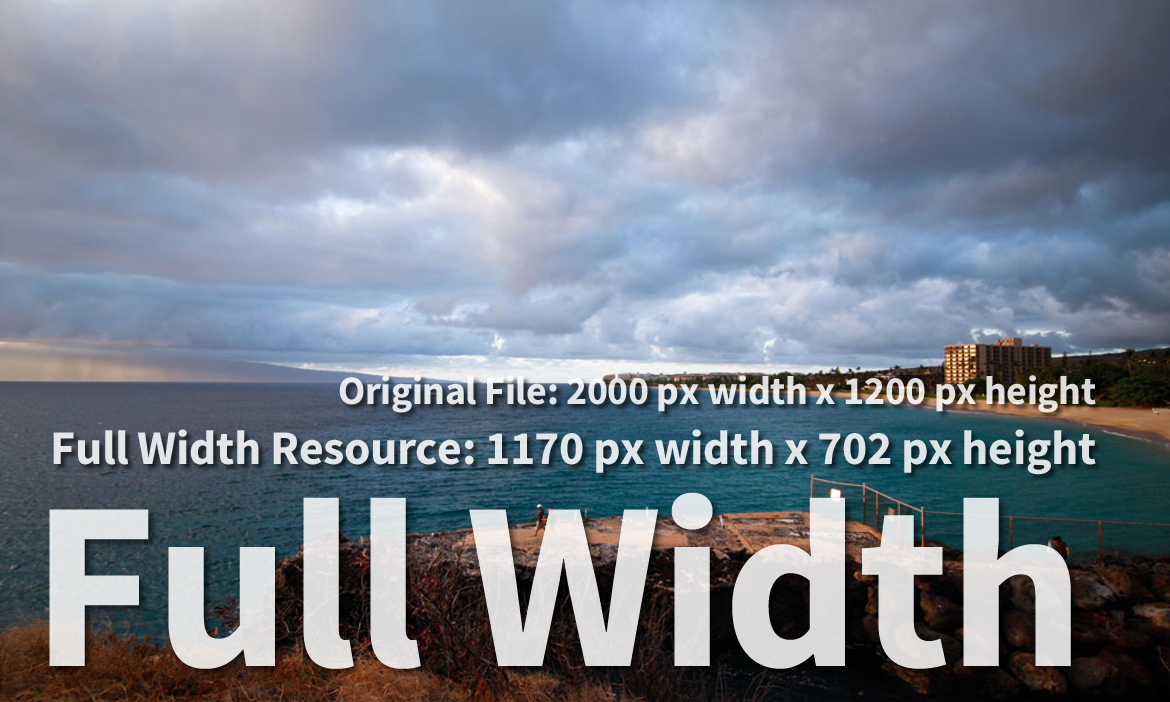 Original File: 2000 px width x 1200 px height
Full Width Resource: 1170 px width x 702 px height
Full Width